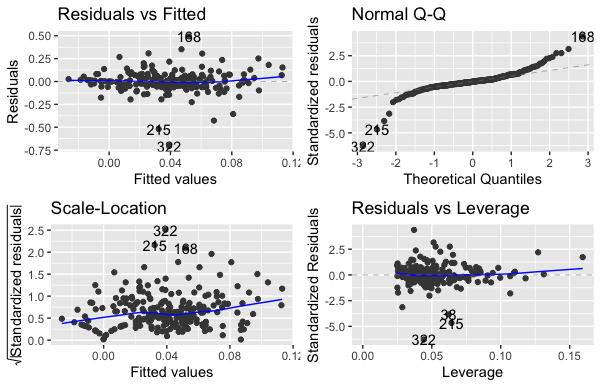 Residuals vs Fitted
Residuals
0.50
0.25
0.00
-0.25
-0.50
-0.75
168
215
322
0.00 0.04 0.08 0.12
Fitted values
Normal Q-Q
Standardized residuals
2.5
0.0
-2.5
-5.0
168
215
322
-3 -2 -1 0 1 2 3
Theoretical Quantiles
Scale-Location
√|Standardized residuals|
2.5
2.0
1.5
1.0
0.5
0.0
322
215 168
0.00 0.04 0.08 0.12
Fitted values
Residuals vs Leverage
Standardized Residuals
2.5
0.0
-2.5
-5.0
38
215
322
0.00 0.05 0.10 0.15
Leverage